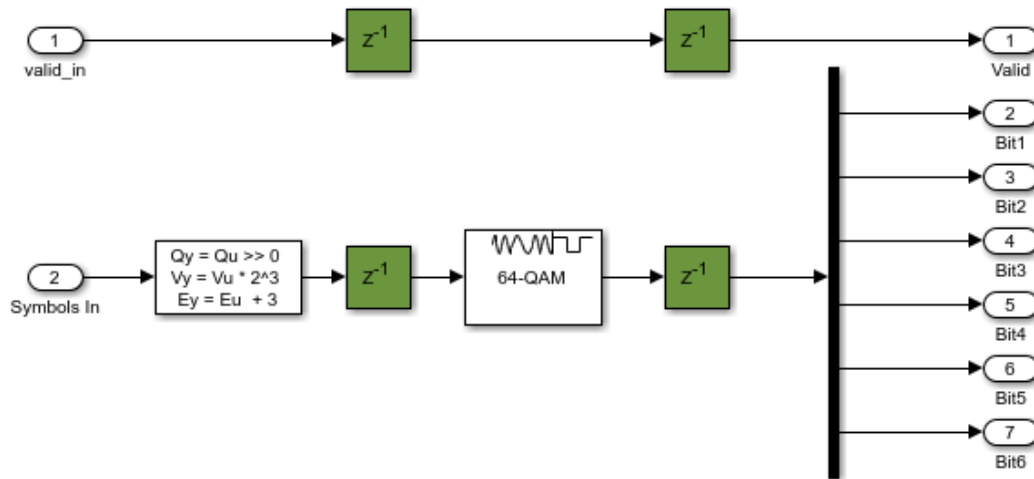 1
valid_in
z-1
z-1
1
Valid
2
Bit1
3
Bit2
4
Bit3
5
Bit4
6
Bit5
7
Bit6
2
Symbols In
Qy = Qu >> 0
Vy = Vu * 2^3
Ey = Eu + 3
z-1
64-QAM
z-1